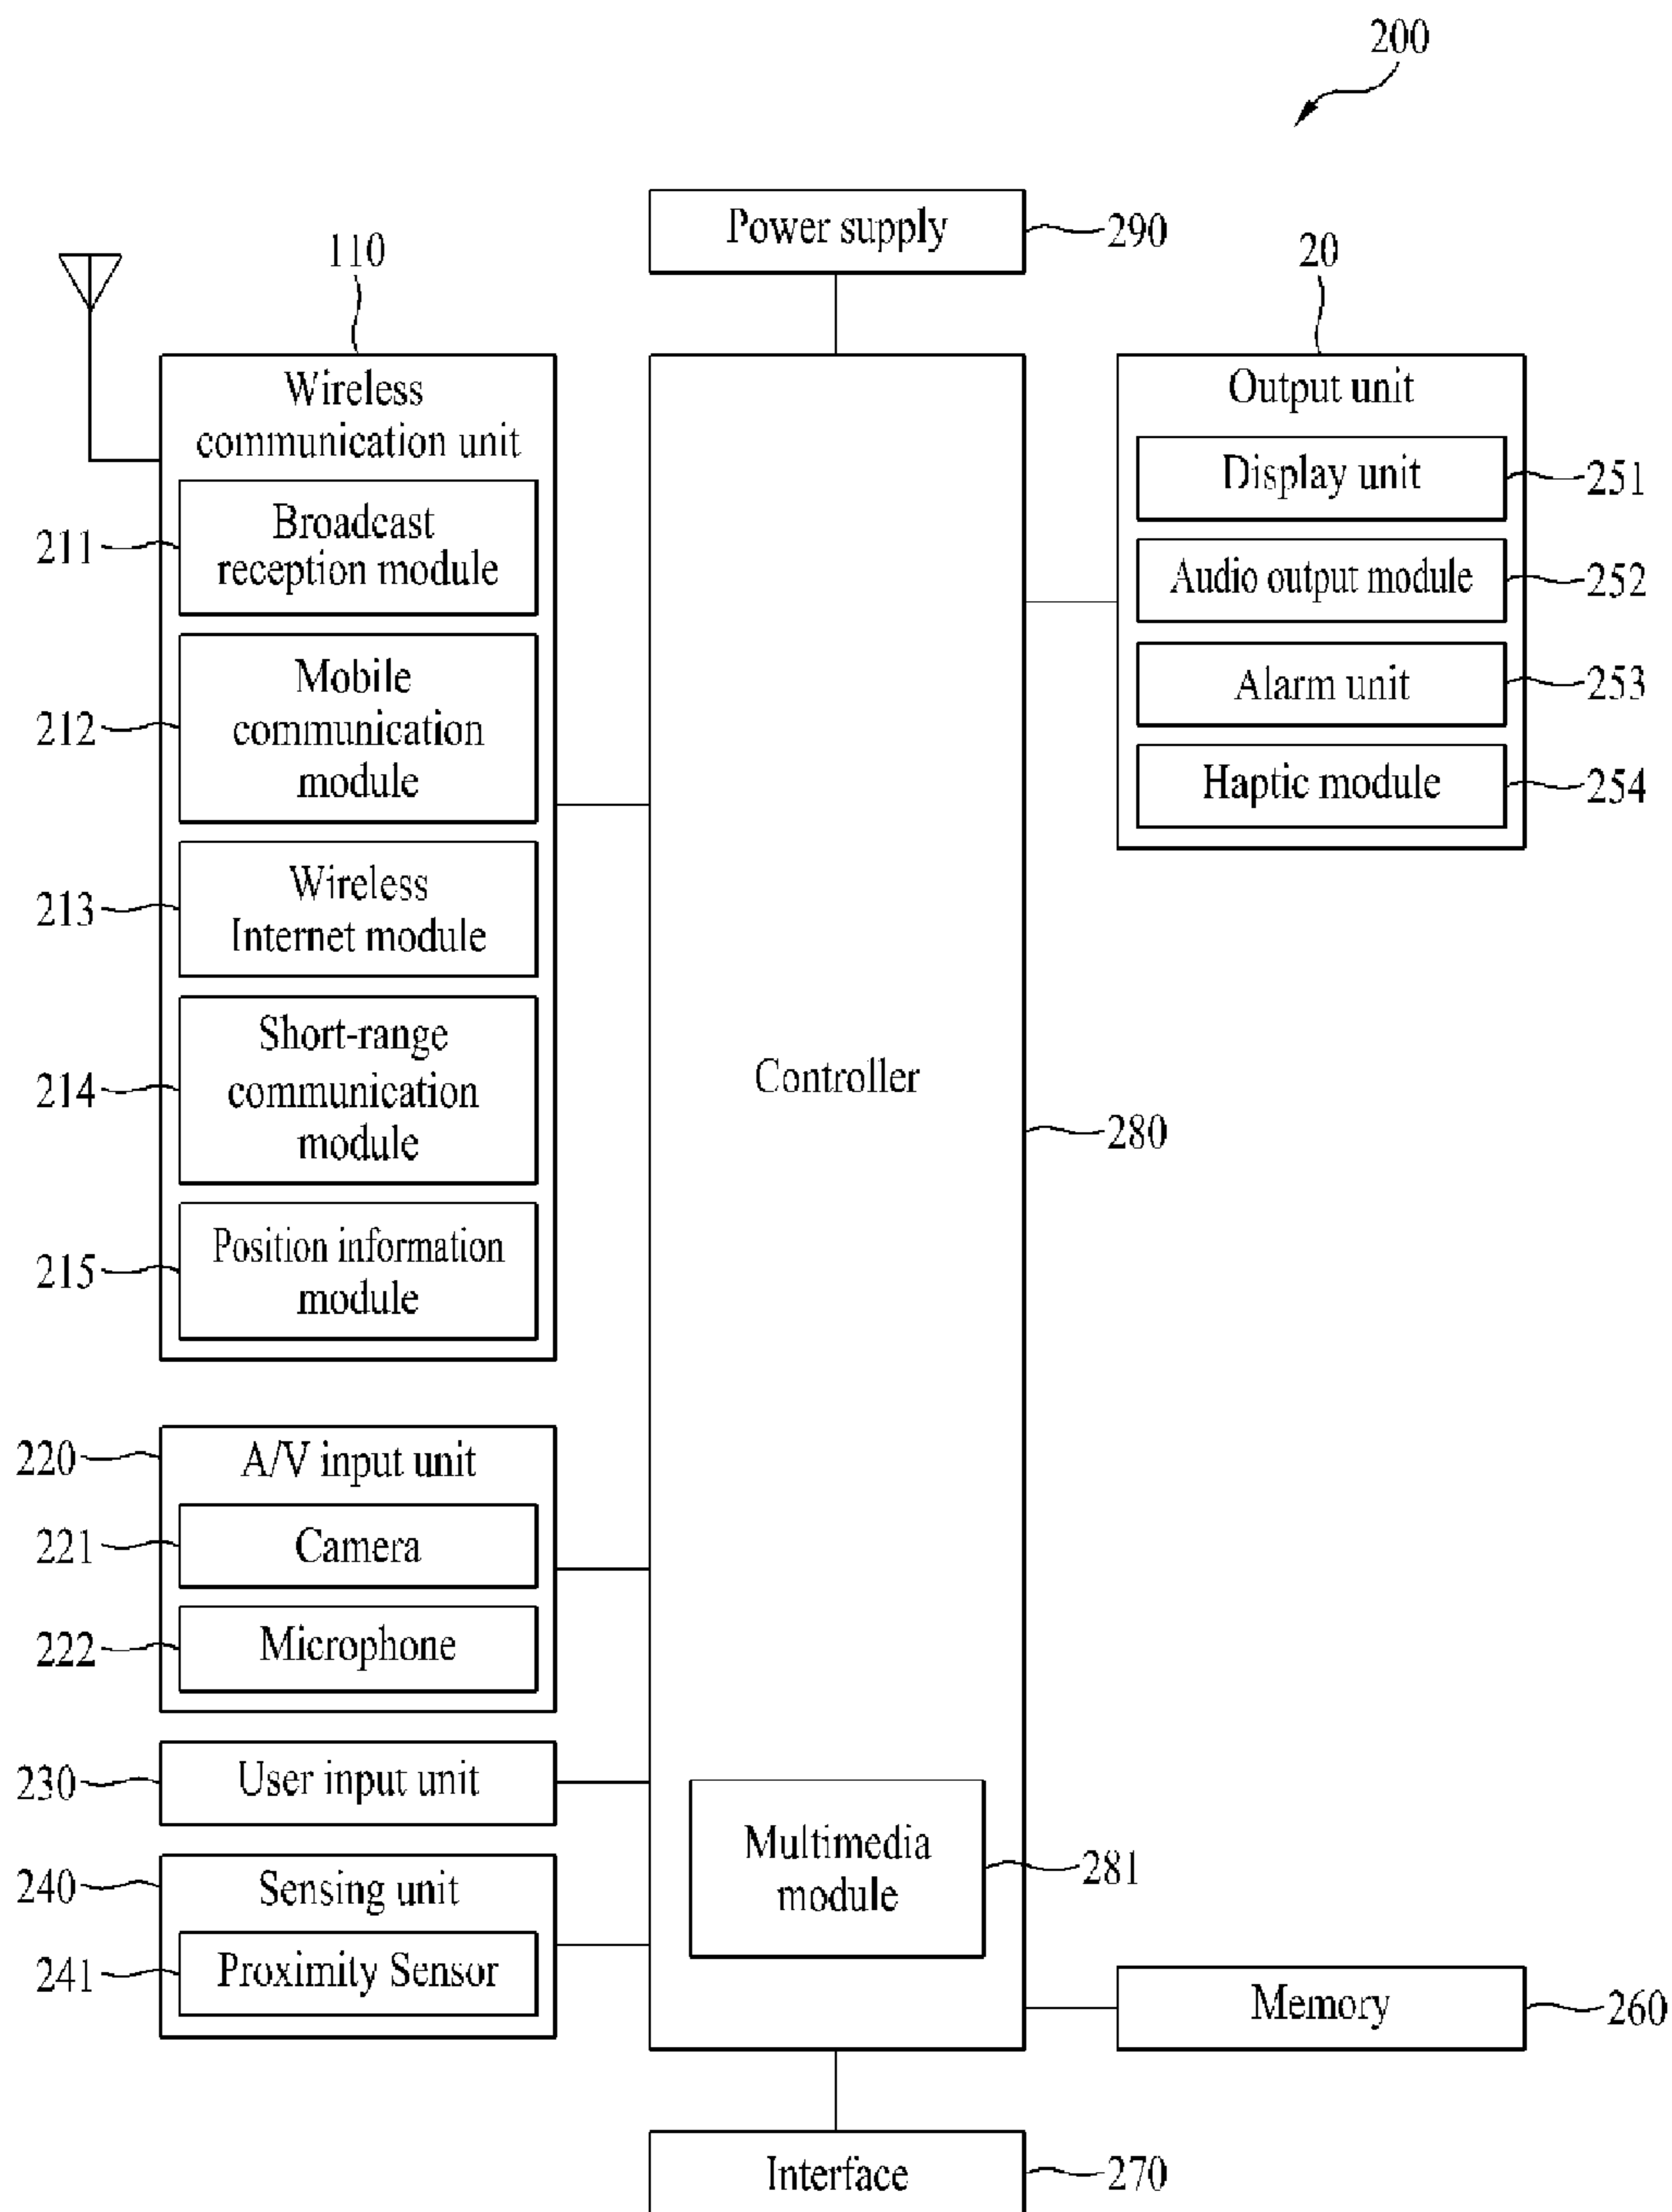 200
Power supply
290
110
20
Wireless
communication unit
Broadcast
reception module
211
Mobile
communication
module
212
Wireless
Internet module
213
Short-range
communication
module
214
Position information
module
215
Output unit
Display unit
251
Audio output module
252
Alarm unit
253
Haptic module
254
Controller
280
220
A/V input unit
221
Camera
222
Microphone
230
User input unit
240
Sensing unit
241
Proximity Sensor
Multimedia
module
281
Memory
260
Interface
270